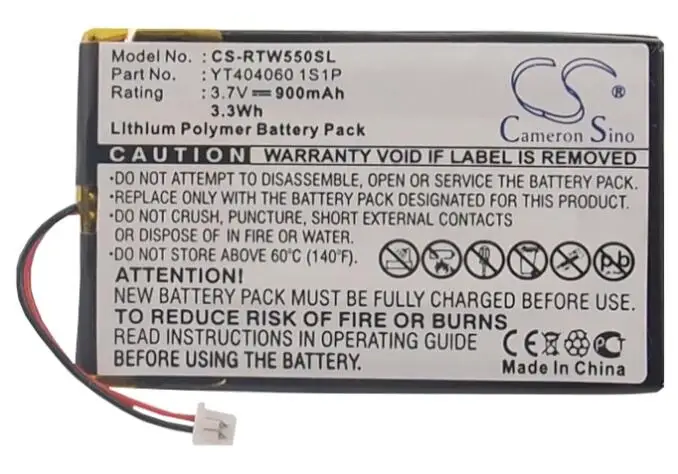 Model No. : CS-RTW550SL
Part No. : YT404060 1S1P
Rating : 3.7V⎓900mAh
3.3Wh
Lithium Polymer Battery Pack
CS®
Cameron Sino
CAUTION WARRANTY VOID IF LABEL IS REMOVED
•DO NOT ATTEMPT TO DISASSEMBLE, OPEN OR SERVICE THE BATTERY PACK.
•REPLACE ONLY WITH THE BATTERY PACK DESIGNATED FOR THIS PRODUCT.
•DO NOT CRUSH, PUNCTURE, SHORT EXTERNAL CONTACTS
OR DISPOSE OF IN FIRE OR WATER.
•DO NOT STORE ABOVE 60°C (140°F).
Pb
ATTENTION!
NEW BATTERY PACK MUST BE FULLY CHARGED BEFORE USE.
TO REDUCE RISK OF FIRE OR BURNS
READ INSTRUCTIONS IN OPERATING GUIDE.
CE
Made In China